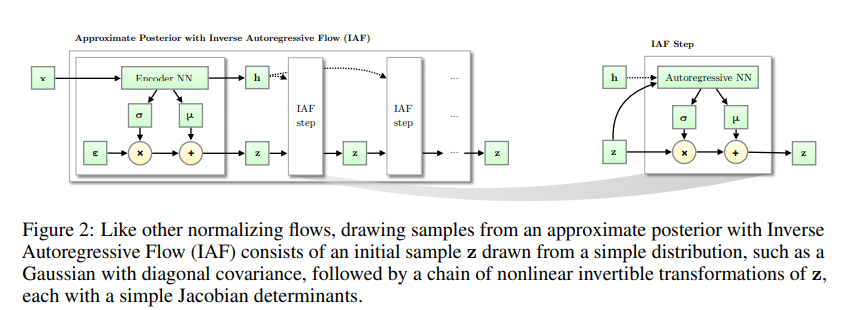 Approximate Posterior with Inverse Autoregressive Flow (IAF)
x
Encoder NN
h
σ
μ
ε
×
+
z
IAF
step
z
IAF
step
...
...
...
z
IAF Step
h
Autoregressive NN
σ
μ
z
×
+
z
Figure 2: Like other normalizing flows, drawing samples from an approximate posterior with Inverse
Autoregressive Flow (IAF) consists of an initial sample z drawn from a simple distribution, such as a
Gaussian with diagonal covariance, followed by a chain of nonlinear invertible transformations of z,
each with a simple Jacobian determinants.